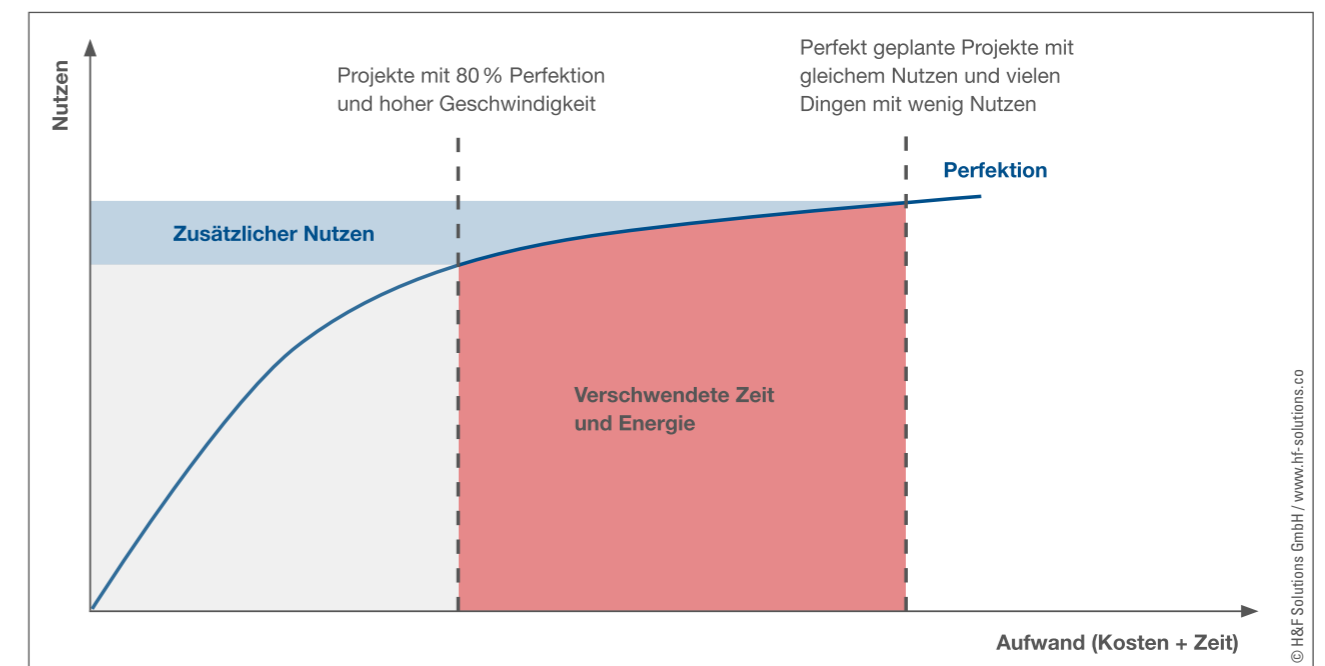 Nutzen
Projekte mit 80 % Perfektion
und hoher Geschwindigkeit
Perfekt geplante Projekte mit
gleichem Nutzen und vielen
Dingen mit wenig Nutzen
Perfektion
Zusätzlicher Nutzen
Verschwendete Zeit
und Energie
Aufwand (Kosten + Zeit)
© H&F Solutions GmbH / www.hf-solutions.co